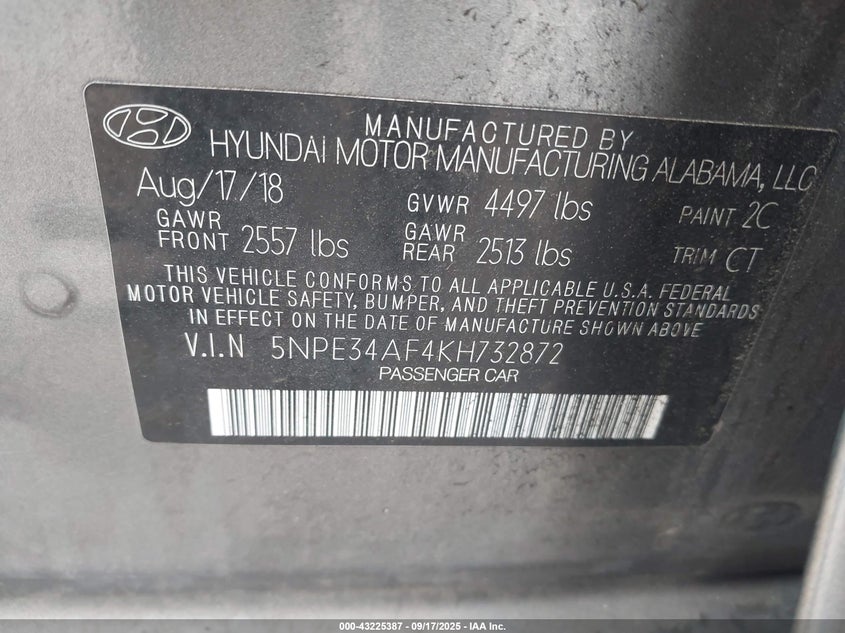 MANUFACTURED BY
HYUNDAI MOTOR MANUFACTURING ALABAMA, LLC
Aug/17/18 GVWR 4497 lbs PAINT 2C
GAWR FRONT 2557 lbs GAWR REAR 2513 lbs TRIM CT
THIS VEHICLE CONFORMS TO ALL APPLICABLE U.S.A. FEDERAL
MOTOR VEHICLE SAFETY, BUMPER, AND THEFT PREVENTION STANDARDS
IN EFFECT ON THE DATE OF MANUFACTURE SHOWN ABOVE
V.I.N 5NPE34AF4KH732872
PASSENGER CAR
000-43225387 - 09/17/2025 - IAA Inc.